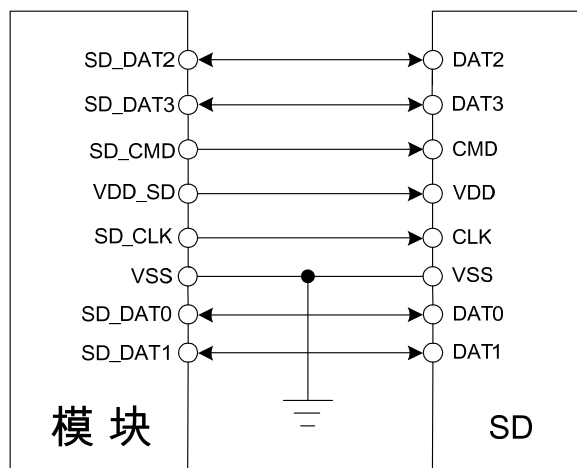 SD_DAT2 DAT2
SD_DAT3 DAT3
SD_CMD CMD
VDD_SD VDD
SD_CLK CLK
VSS VSS
SD_DAT0 DAT0
SD_DAT1 DAT1
模块 SD